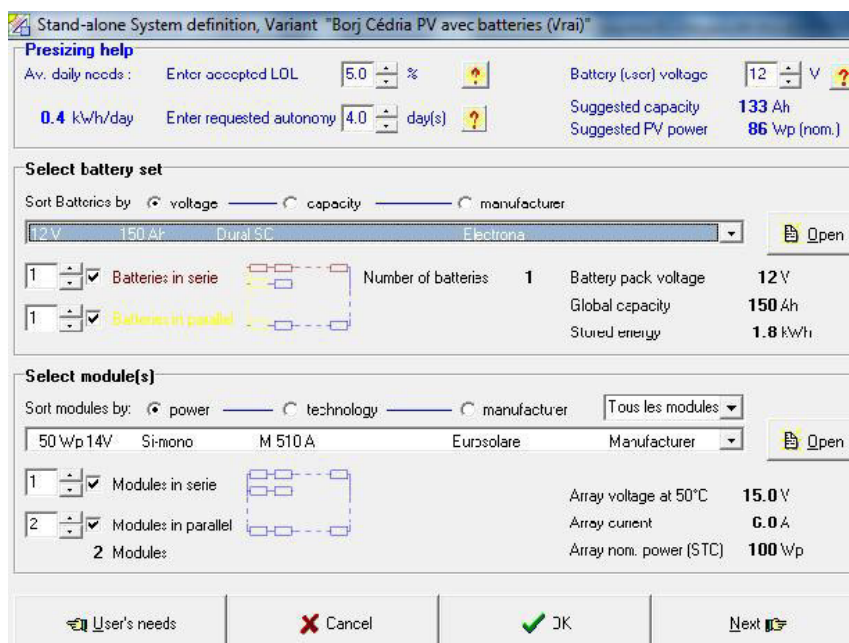 Stand-alone System definition, Variant "Borj Cédria PV avec batteries (Vrai)"
Presizing help
Av. daily needs : Enter accepted LOL 5.0 % ? Battery (user) voltage 12 V ?
0.4 kWh/day Enter requested autonomy 4.0 day(s) ? Suggested capacity 133 Ah
Suggested PV power 86 Wp (nom.)
Select battery set
Sort Batteries by voltage capacity manufacturer
12 V 150 Ah Dural SC Electrona Open
1 Batteries in serie Number of batteries 1 Battery pack voltage 12 V
Global capacity 150 Ah
1 Batteries in parallel Stored energy 1.8 kWh
Select module(s)
Sort modules by: power technology manufacturer Tous les modules
50 Wp 14V Si-mono M 510 A Eurosolare Manufacturer Open
1 Modules in serie Array voltage at 50°C 15.0 V
2 Modules in parallel Array current 6.0 A
2 Modules Array nom. power (STC) 100 Wp
User's needs Cancel OK Next